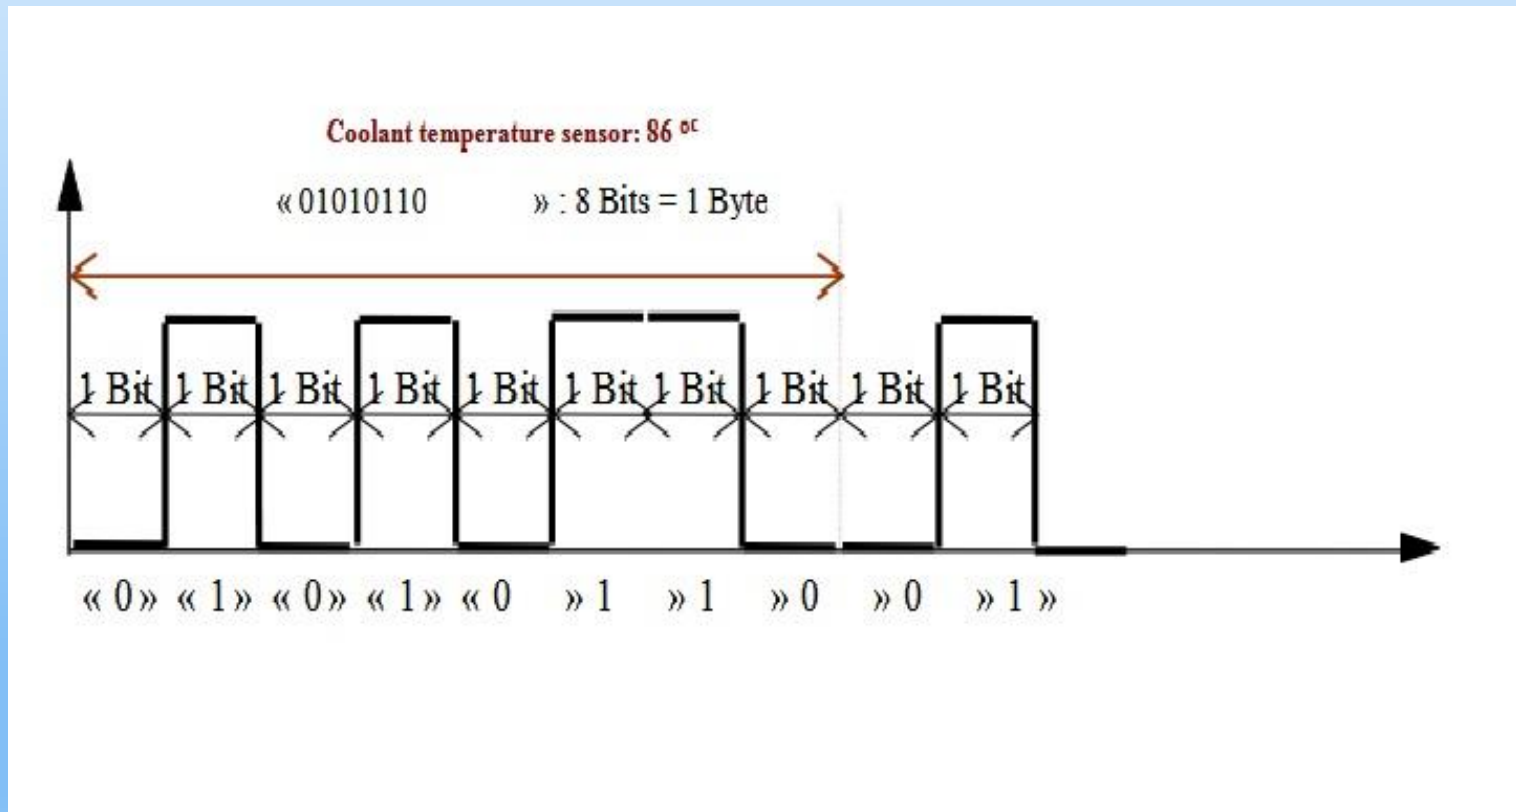 Coolant temperature sensor: 86 ºC
« 01010110 » : 8 Bits = 1 Byte
1 Bit 1 Bit 1 Bit 1 Bit 1 Bit 1 Bit 1 Bit 1 Bit 1 Bit 1 Bit
« 0 » « 1 » « 0 » « 1 » « 0 » 1 » 1 » 0 » 0 » 1 »